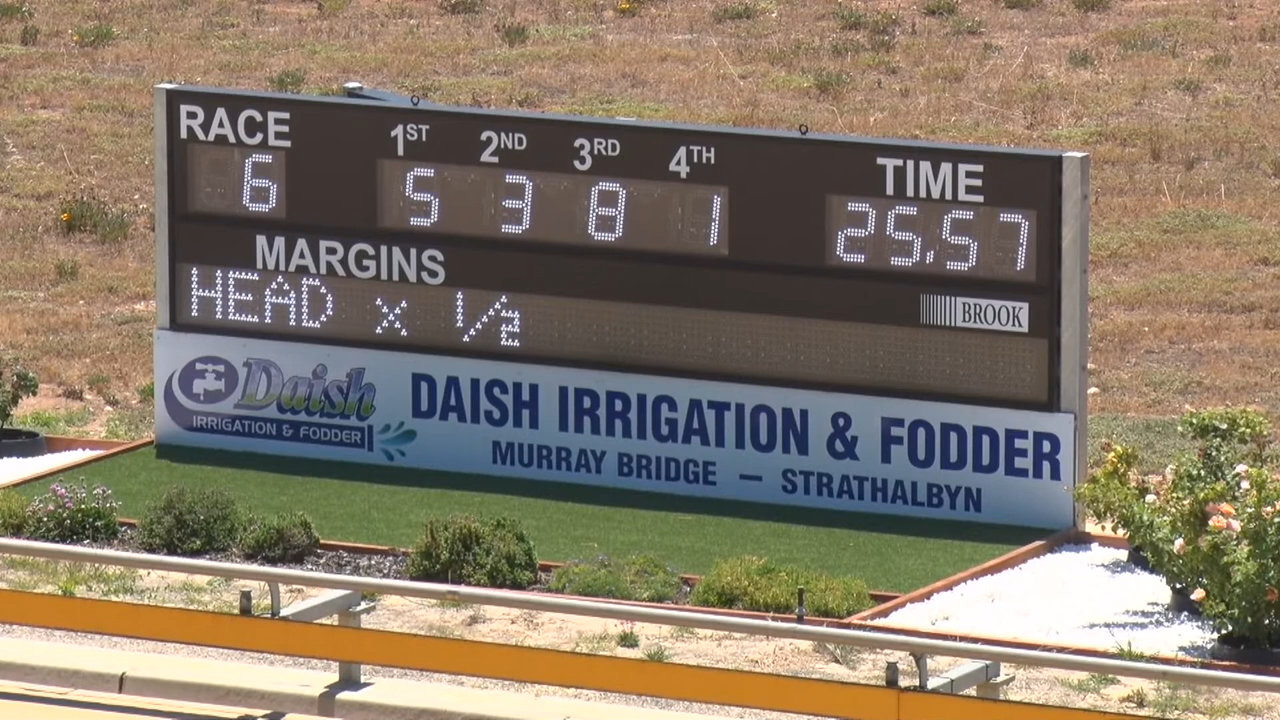 RACE 1ST 2ND 3RD 4TH TIME
6 5 3 8 1 25.57
MARGINS
HEAD x 1/2
BROOK
Daish
IRRIGATION & FODDER
DAISH IRRIGATION & FODDER
MURRAY BRIDGE – STRATHALBYN